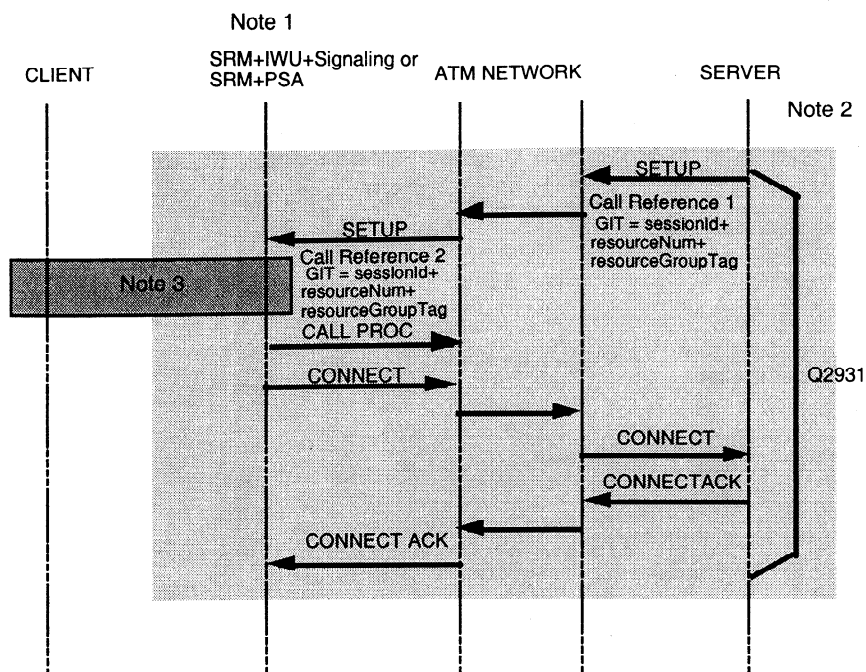 Note 1
SRM+IWU+Signaling or
SRM+PSA
CLIENT
ATM NETWORK
SERVER
Note 2
SETUP
Call Reference 1
GIT = sessionId+
resourceNum+
resourceGroupTag
SETUP
Call Reference 2
GIT = sessionId+
resourceNum+
resourceGroupTag
Note 3
CALL PROC
CONNECT
Q2931
CONNECT
CONNECTACK
CONNECT ACK